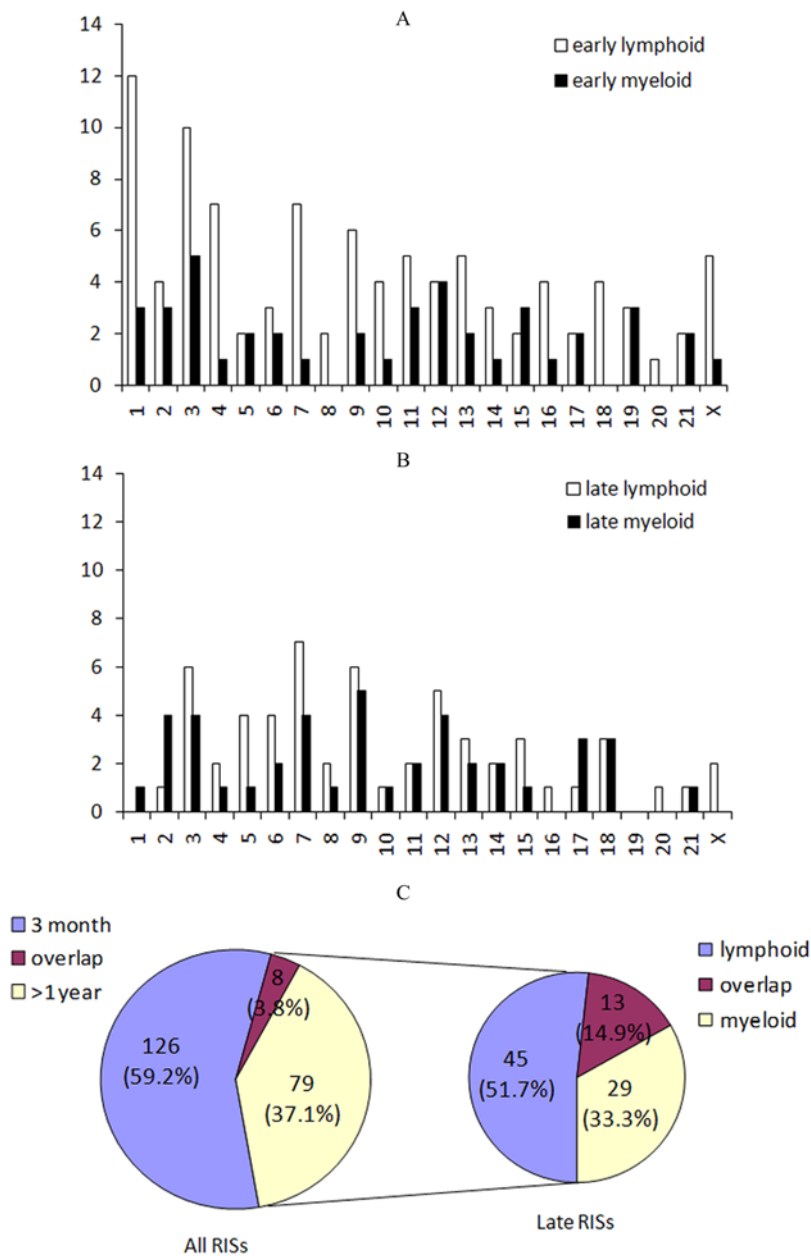 A
early lymphoid
early myeloid
14
12
10
8
6
4
2
0
1 2 3 4 5 6 7 8 9 10 11 12 13 14 15 16 17 18 19 20 21 X
B
late lymphoid
late myeloid
14
12
10
8
6
4
2
0
1 2 3 4 5 6 7 8 9 10 11 12 13 14 15 16 17 18 19 20 21 X
C
3 month
overlap
>1year
8
(3.8%)
126
(59.2%)
79
(37.1%)
All RISs
lymphoid
overlap
myeloid
13
(14.9%)
45
(51.7%)
29
(33.3%)
Late RISs